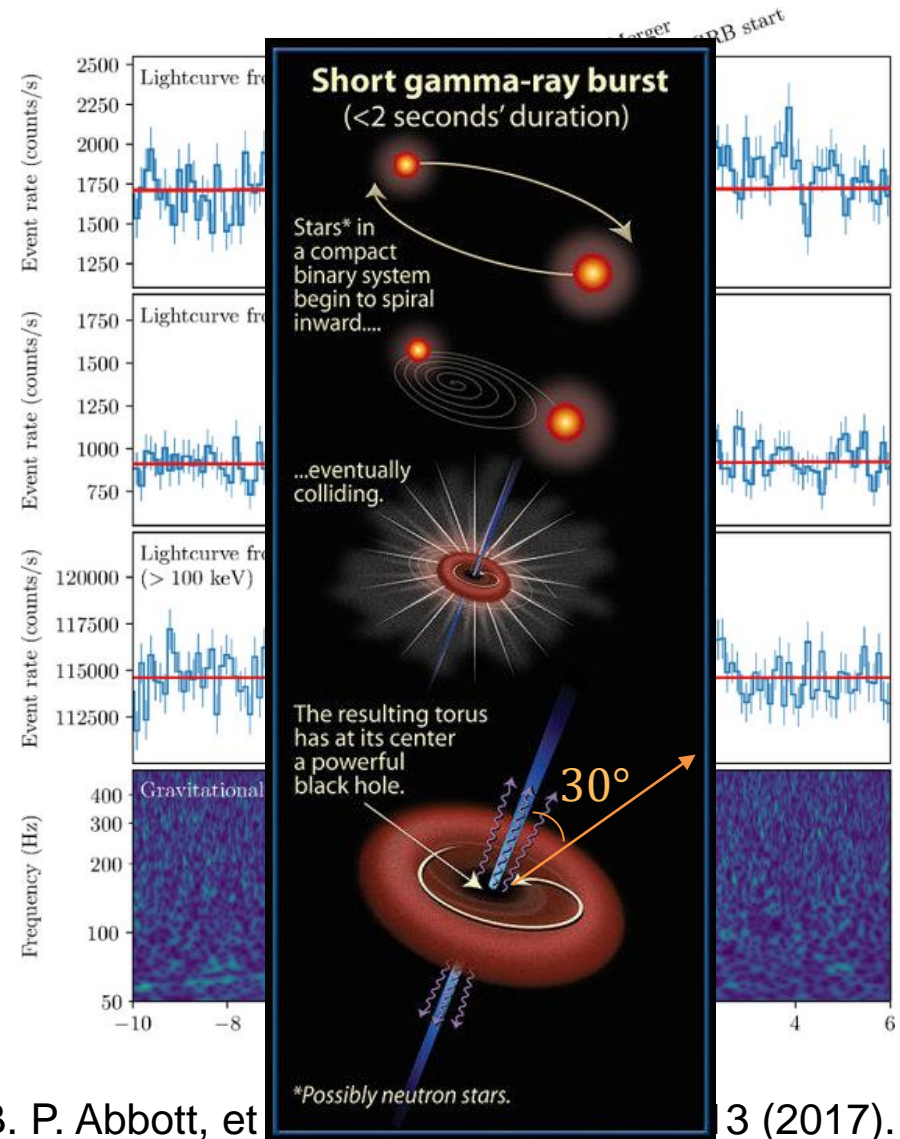 Merger
GRB start
2500
2250
2000
1750
1500
1250
Event rate (counts/s)
Lightcurve
1750
1500
1250
1000
750
Event rate (counts/s)
Lightcurve
120000
117500
115000
112500
Event rate (counts/s)
Lightcurve
(> 100 keV)
400
300
200
100
50
Frequency (Hz)
Gravitational
−10
−8
4
6
Short gamma-ray burst
(<2 seconds’ duration)
Stars* in
a compact
binary system
begin to spiral
inward....
...eventually
colliding.
The resulting torus
has at its center
a powerful
black hole.
30°
*Possibly neutron stars.
B. P. Abbott, et
13 (2017).